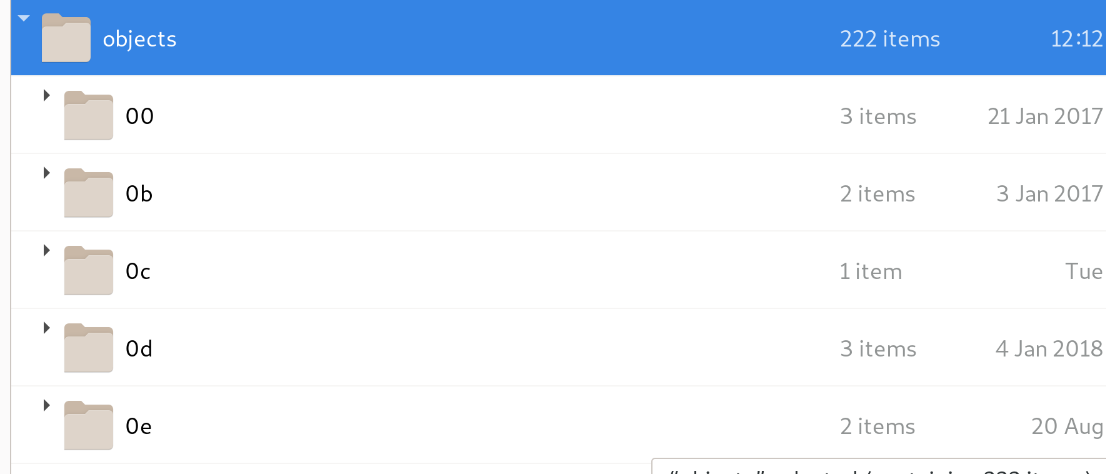 objects 222 items 12:12
00 3 items 21 Jan 2017
0b 2 items 3 Jan 2017
0c 1 item Tue
0d 3 items 4 Jan 2018
0e 2 items 20 Aug